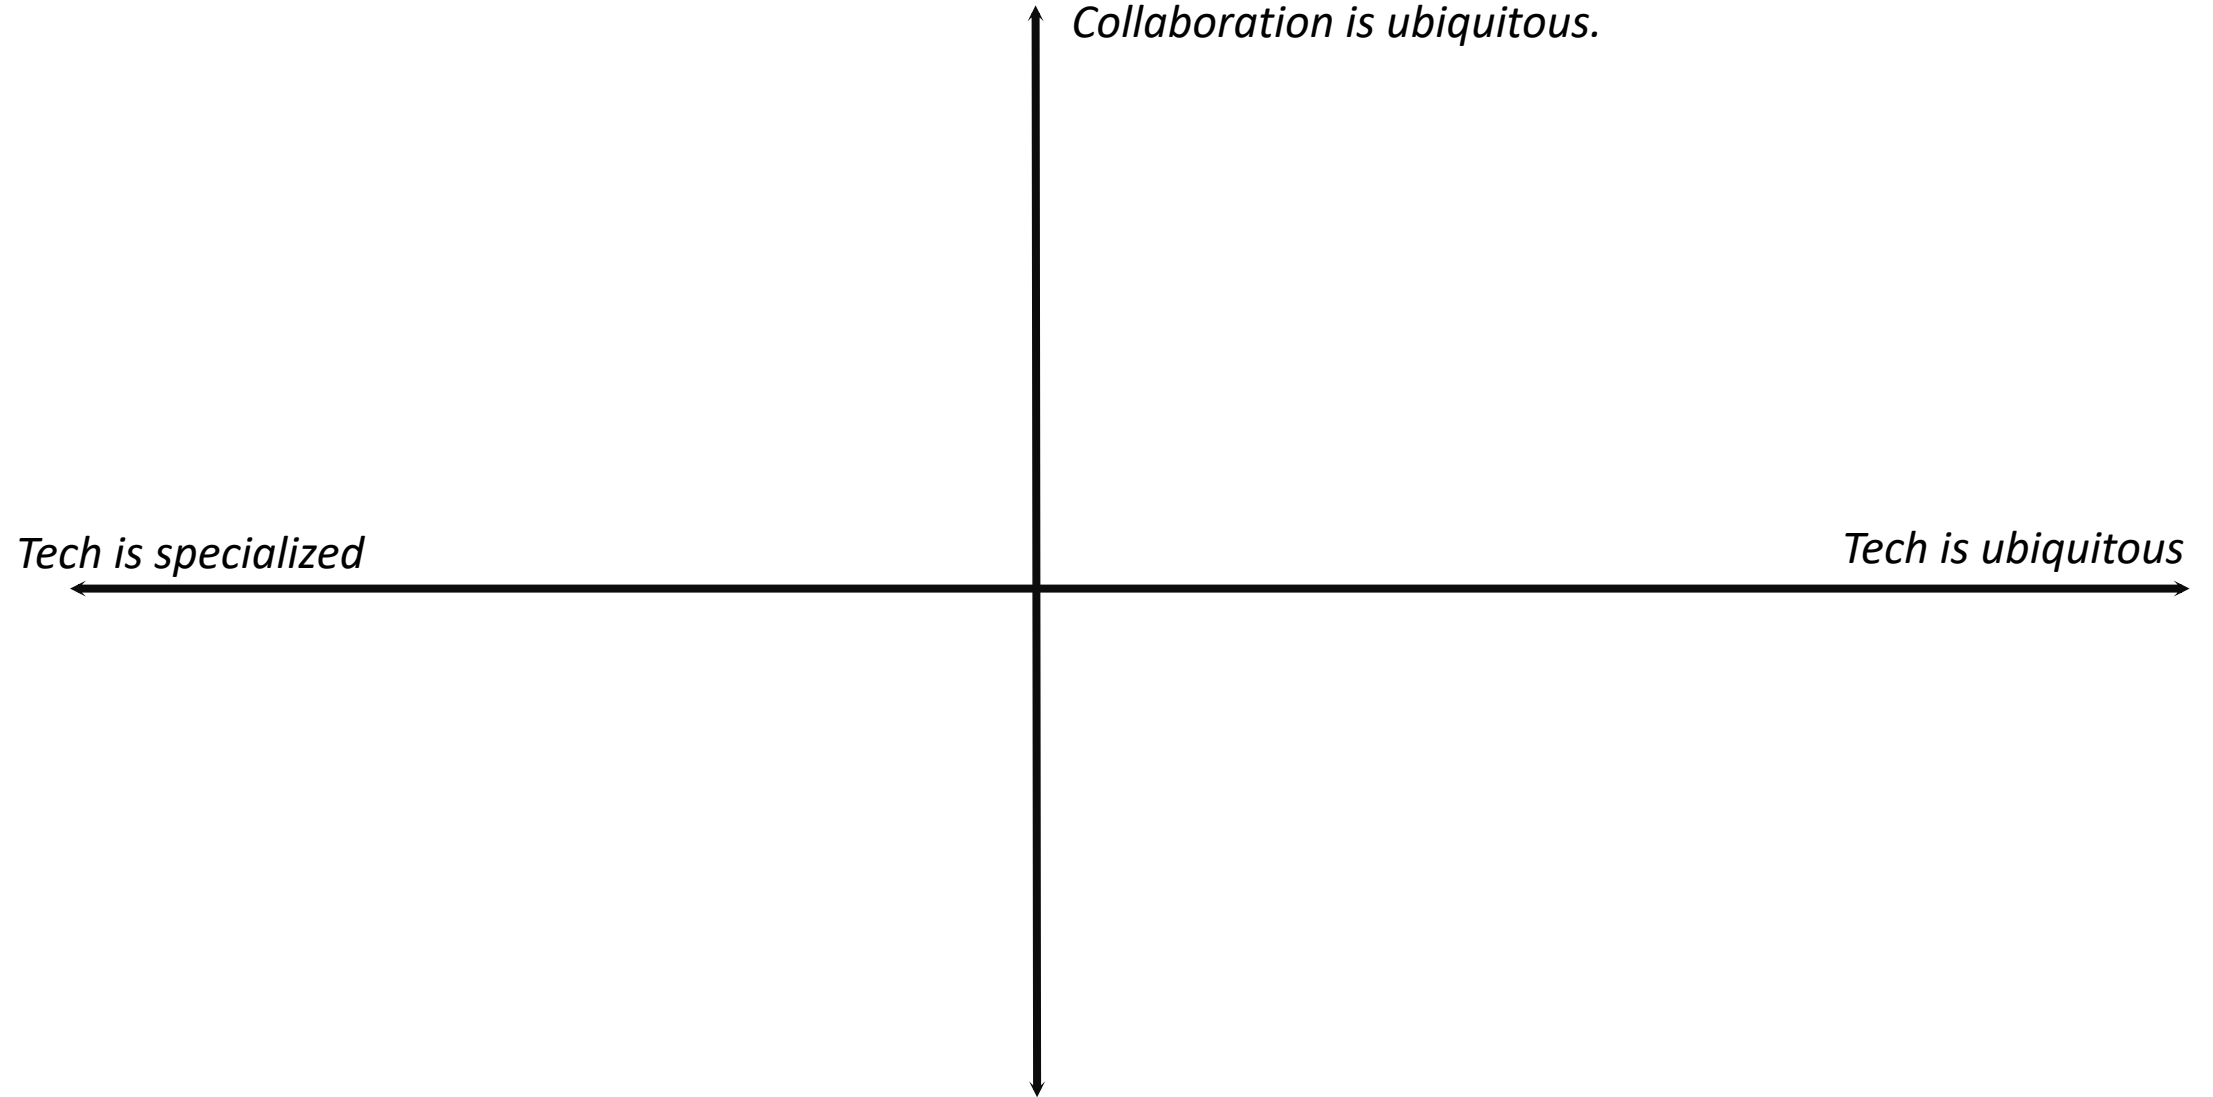 Collaboration is ubiquitous.
Tech is specialized
Tech is ubiquitous